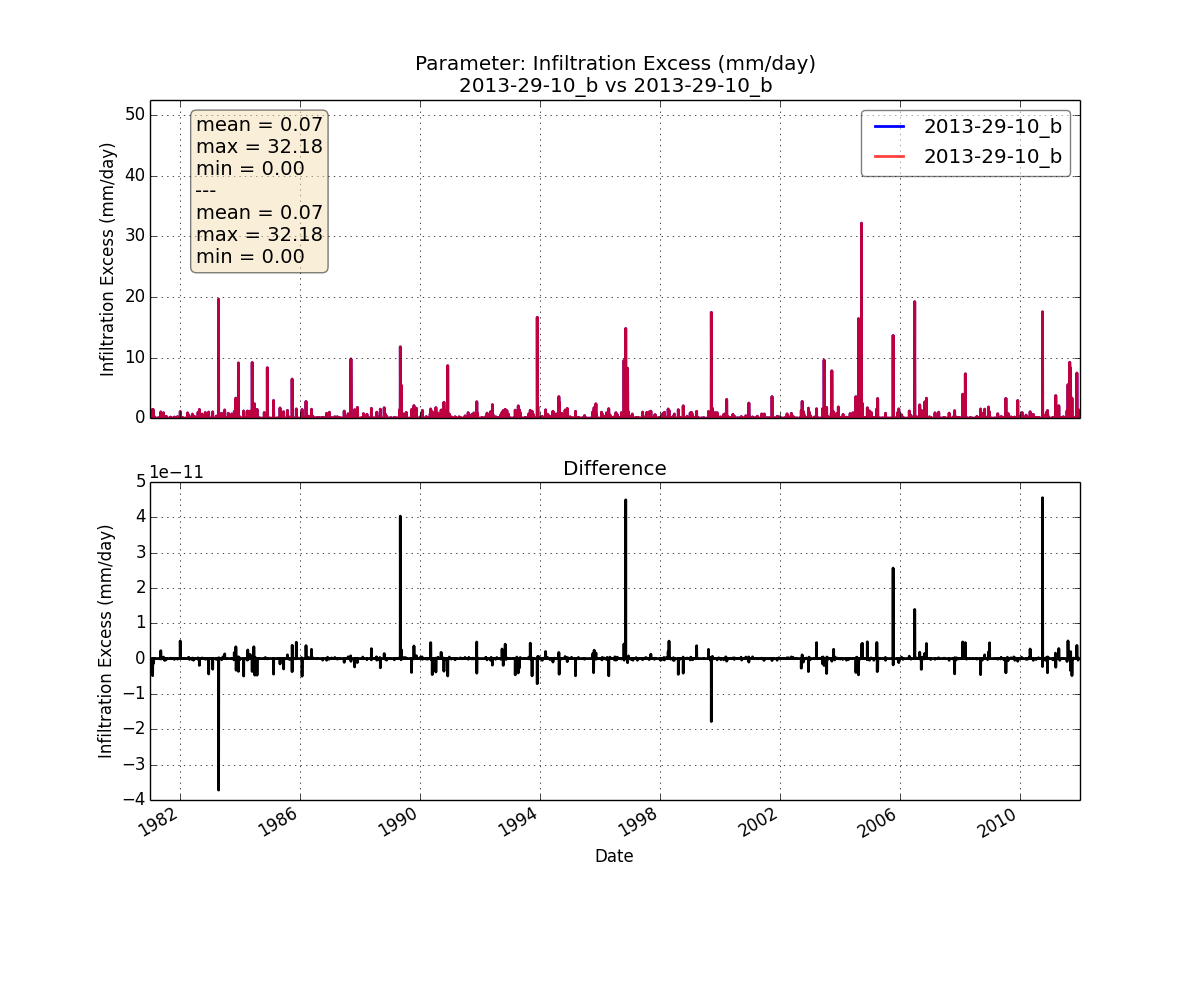 Parameter: Infiltration Excess (mm/day)
2013-29-10_b vs 2013-29-10_b
Infiltration Excess (mm/day)
50
40
30
20
10
0
mean = 0.07
max = 32.18
min = 0.00
---
mean = 0.07
max = 32.18
min = 0.00
2013-29-10_b
2013-29-10_b
Difference
1e−11
Infiltration Excess (mm/day)
5
4
3
2
1
0
−1
−2
−3
−4
1982
1986
1990
1994
1998
2002
2006
2010
Date